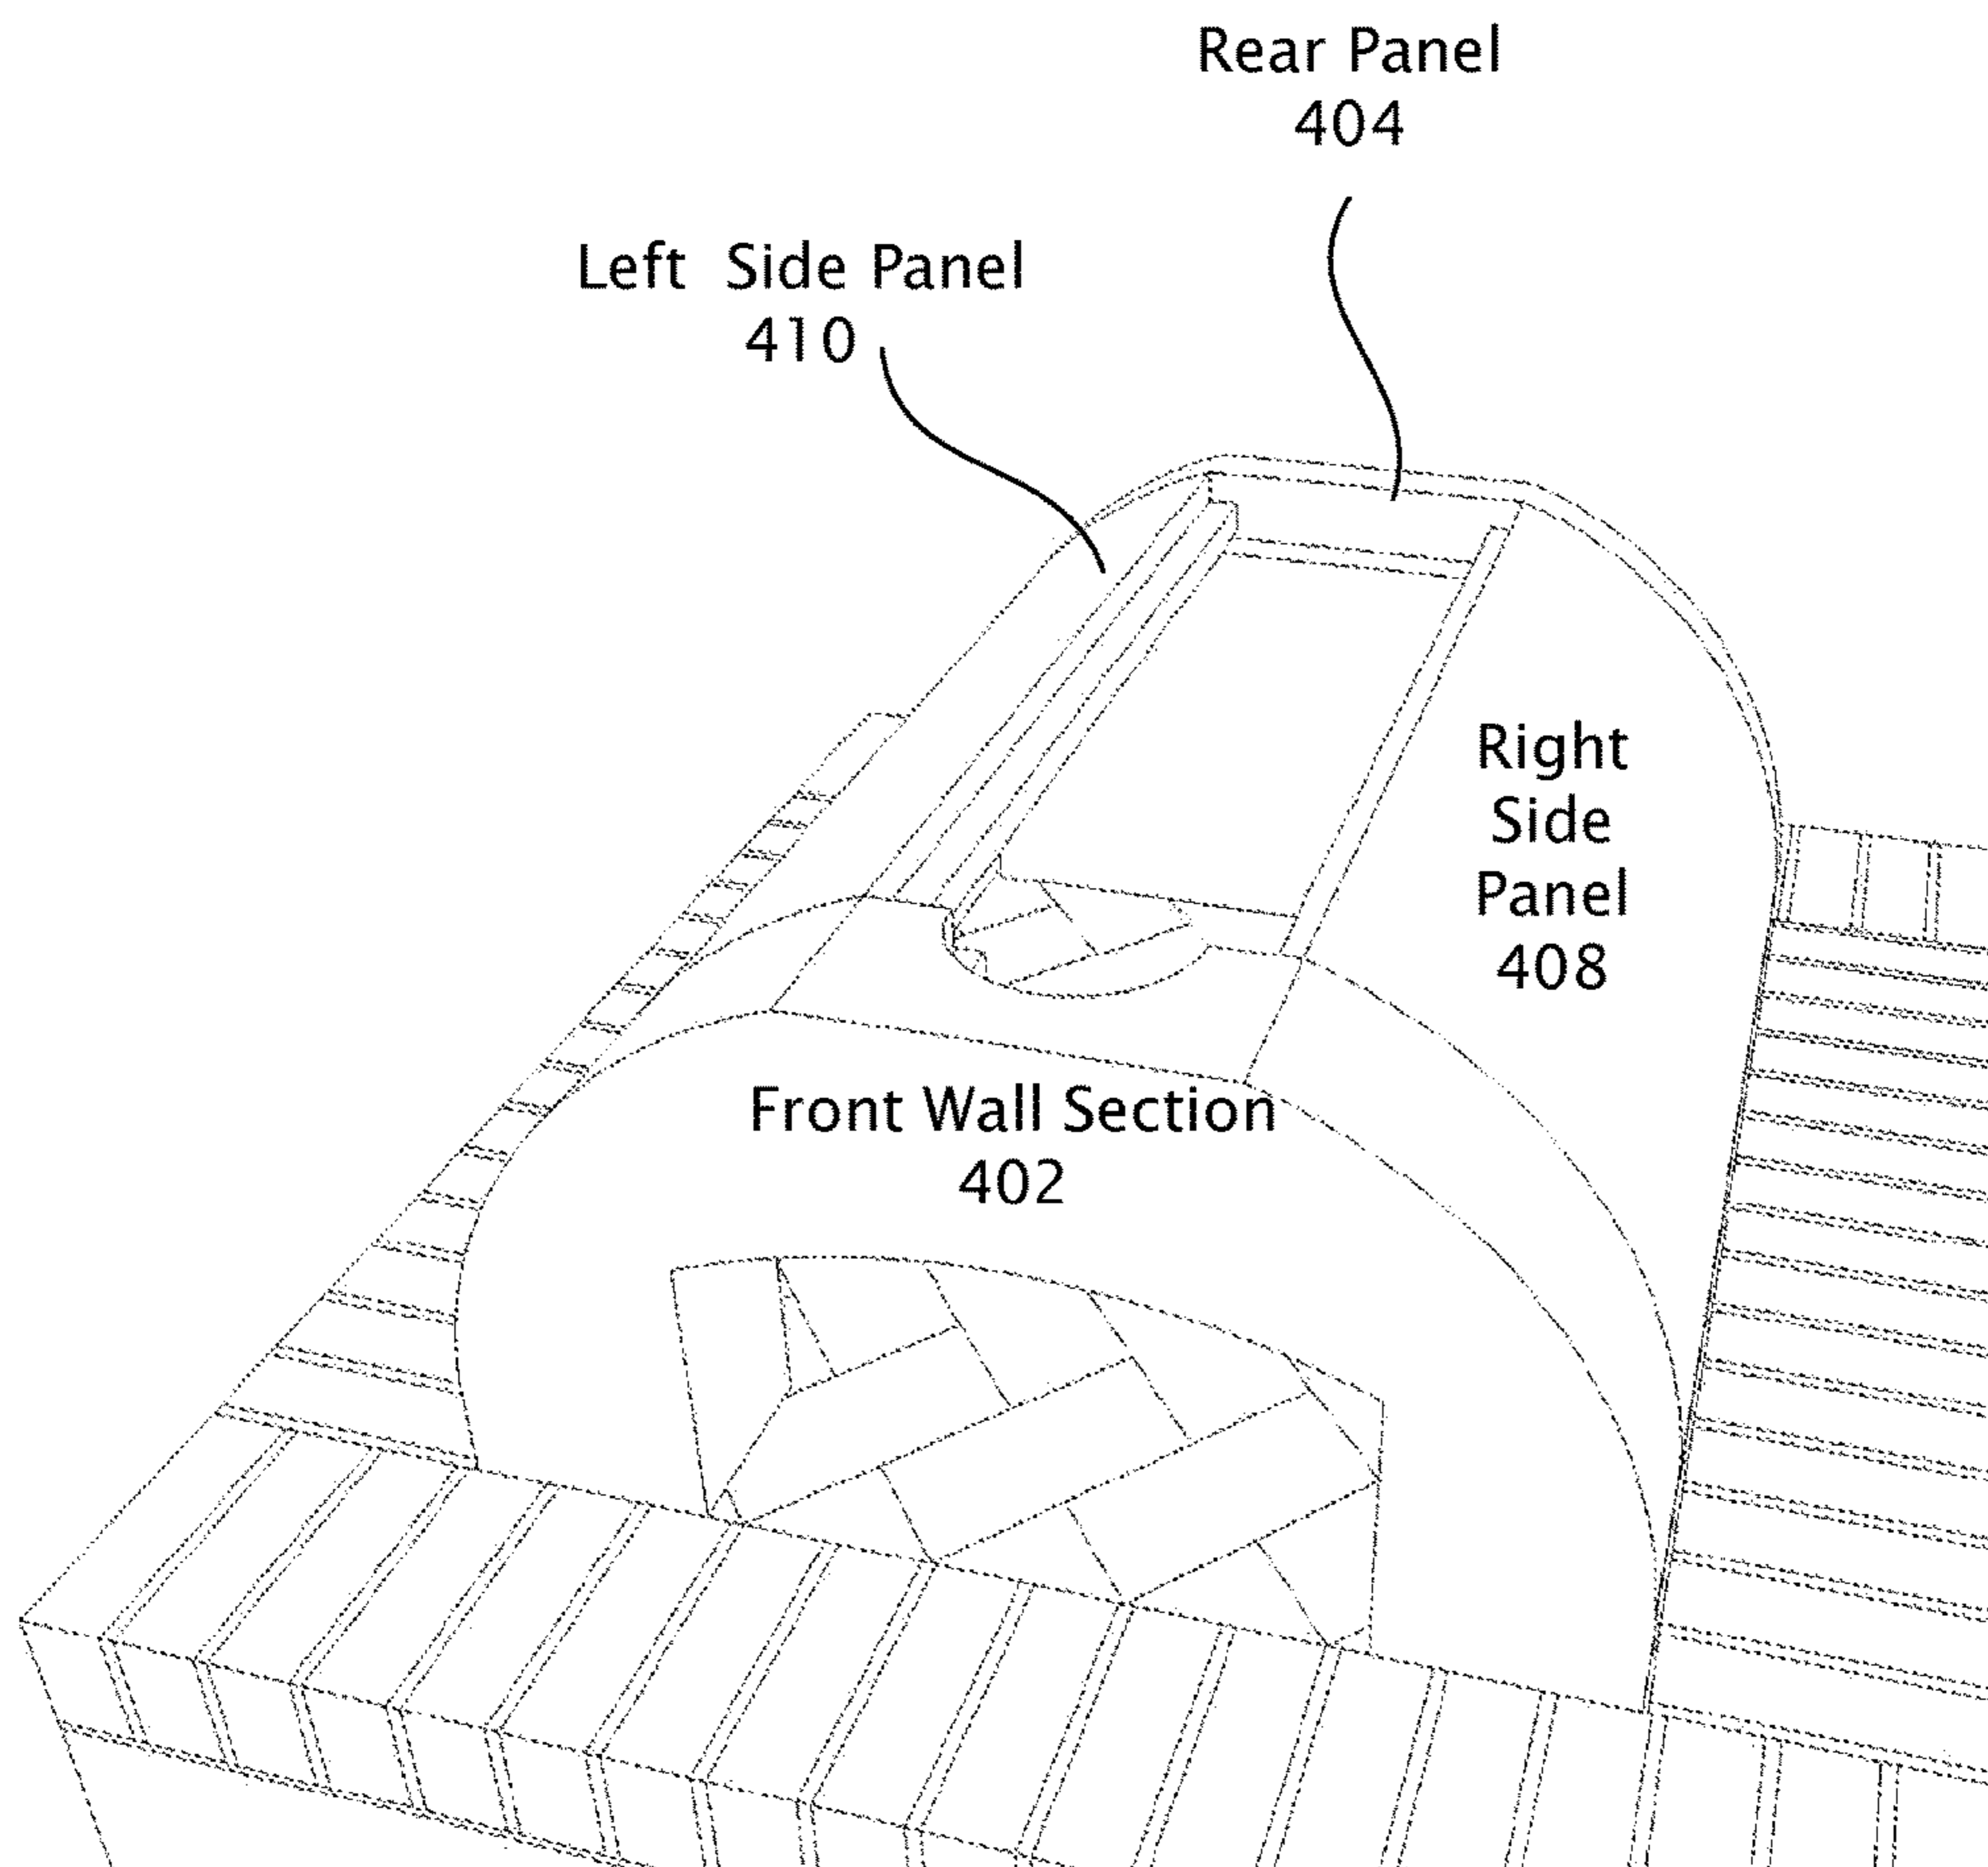 Rear Panel
404
Left Side Panel
410
Right
Side
Panel
408
Front Wall Section
402